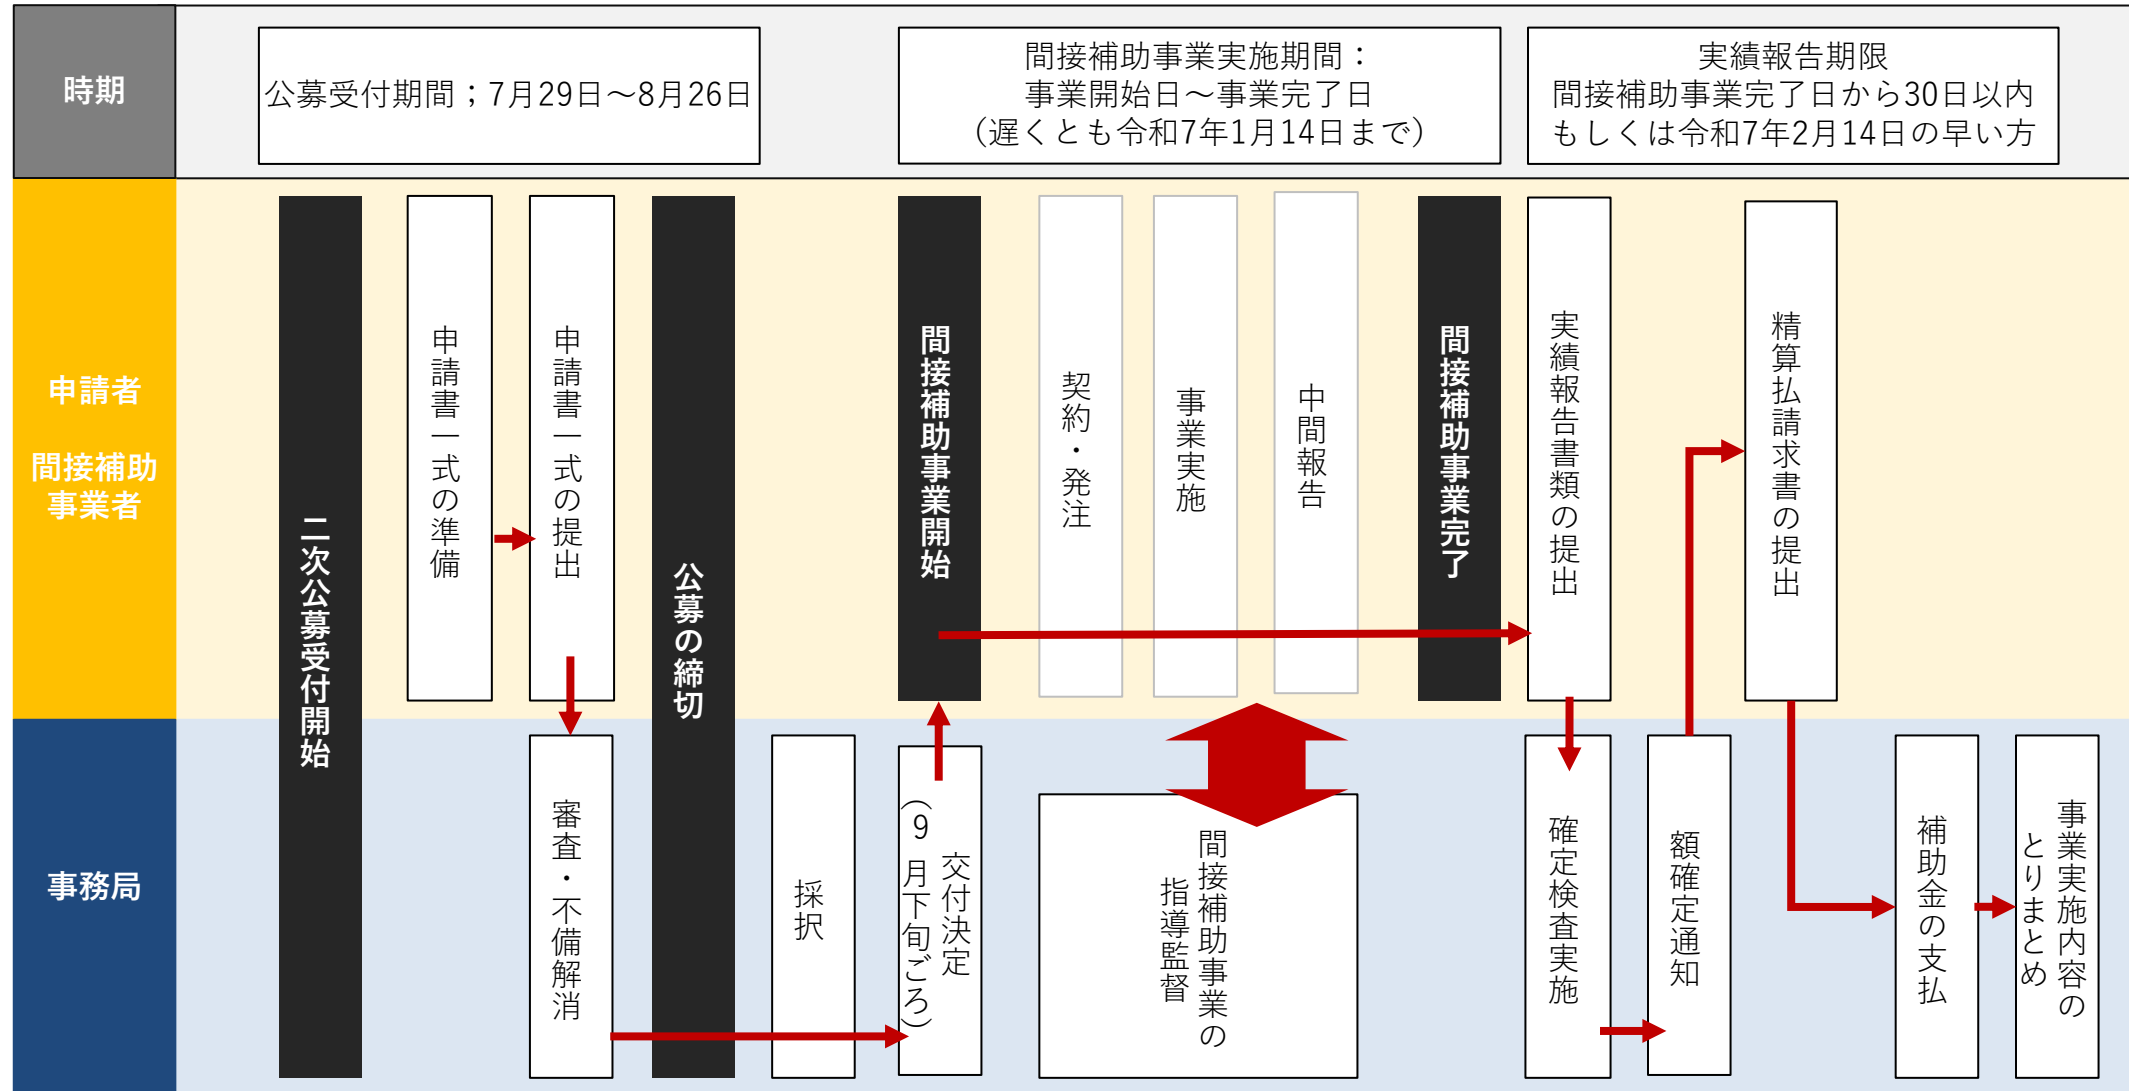 時期
公募受付期間；7月29日～8月26日
間接補助事業実施期間：
事業開始日～事業完了日
（遅くとも令和7年1月14日まで）
実績報告期限
間接補助事業完了日から30日以内
もしくは令和7年2月14日の早い方
申請者
間接補助
事業者
二次公募受付開始
申請書一式の準備
申請書一式の提出
公募の締切
間接補助事業開始
契約・発注
事業実施
中間報告
間接補助事業完了
実績報告書類の提出
精算払請求書の提出
事務局
審査・不備解消
採択
交付決定
（9月下旬ごろ）
間接補助事業の
指導監督
確定検査実施
額確定通知
補助金の支払
事業実施内容の
とりまとめ